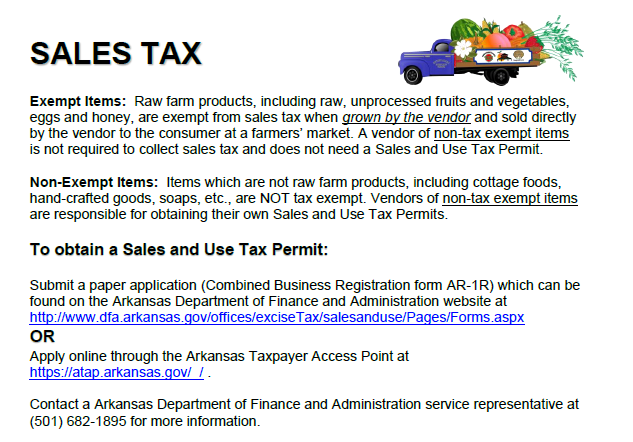 SALES TAX
Exempt Items: Raw farm products, including raw, unprocessed fruits and vegetables,
eggs and honey, are exempt from sales tax when grown by the vendor and sold directly
by the vendor to the consumer at a farmers' market. A vendor of non-tax exempt items
is not required to collect sales tax and does not need a Sales and Use Tax Permit.
Non-Exempt Items: Items which are not raw farm products, including cottage foods,
hand-crafted goods, soaps, etc., are NOT tax exempt. Vendors of non-tax exempt items
are responsible for obtaining their own Sales and Use Tax Permits.
To obtain a Sales and Use Tax Permit:
Submit a paper application (Combined Business Registration form AR-1R) which can be
found on the Arkansas Department of Finance and Administration website at
http://www.dfa.arkansas.gov/offices/exciseTax/salesanduse/Pages/Forms.aspx
OR
Apply online through the Arkansas Taxpayer Access Point at
https://atap.arkansas.gov/_/ .
Contact a Arkansas Department of Finance and Administration service representative at
(501) 682-1895 for more information.